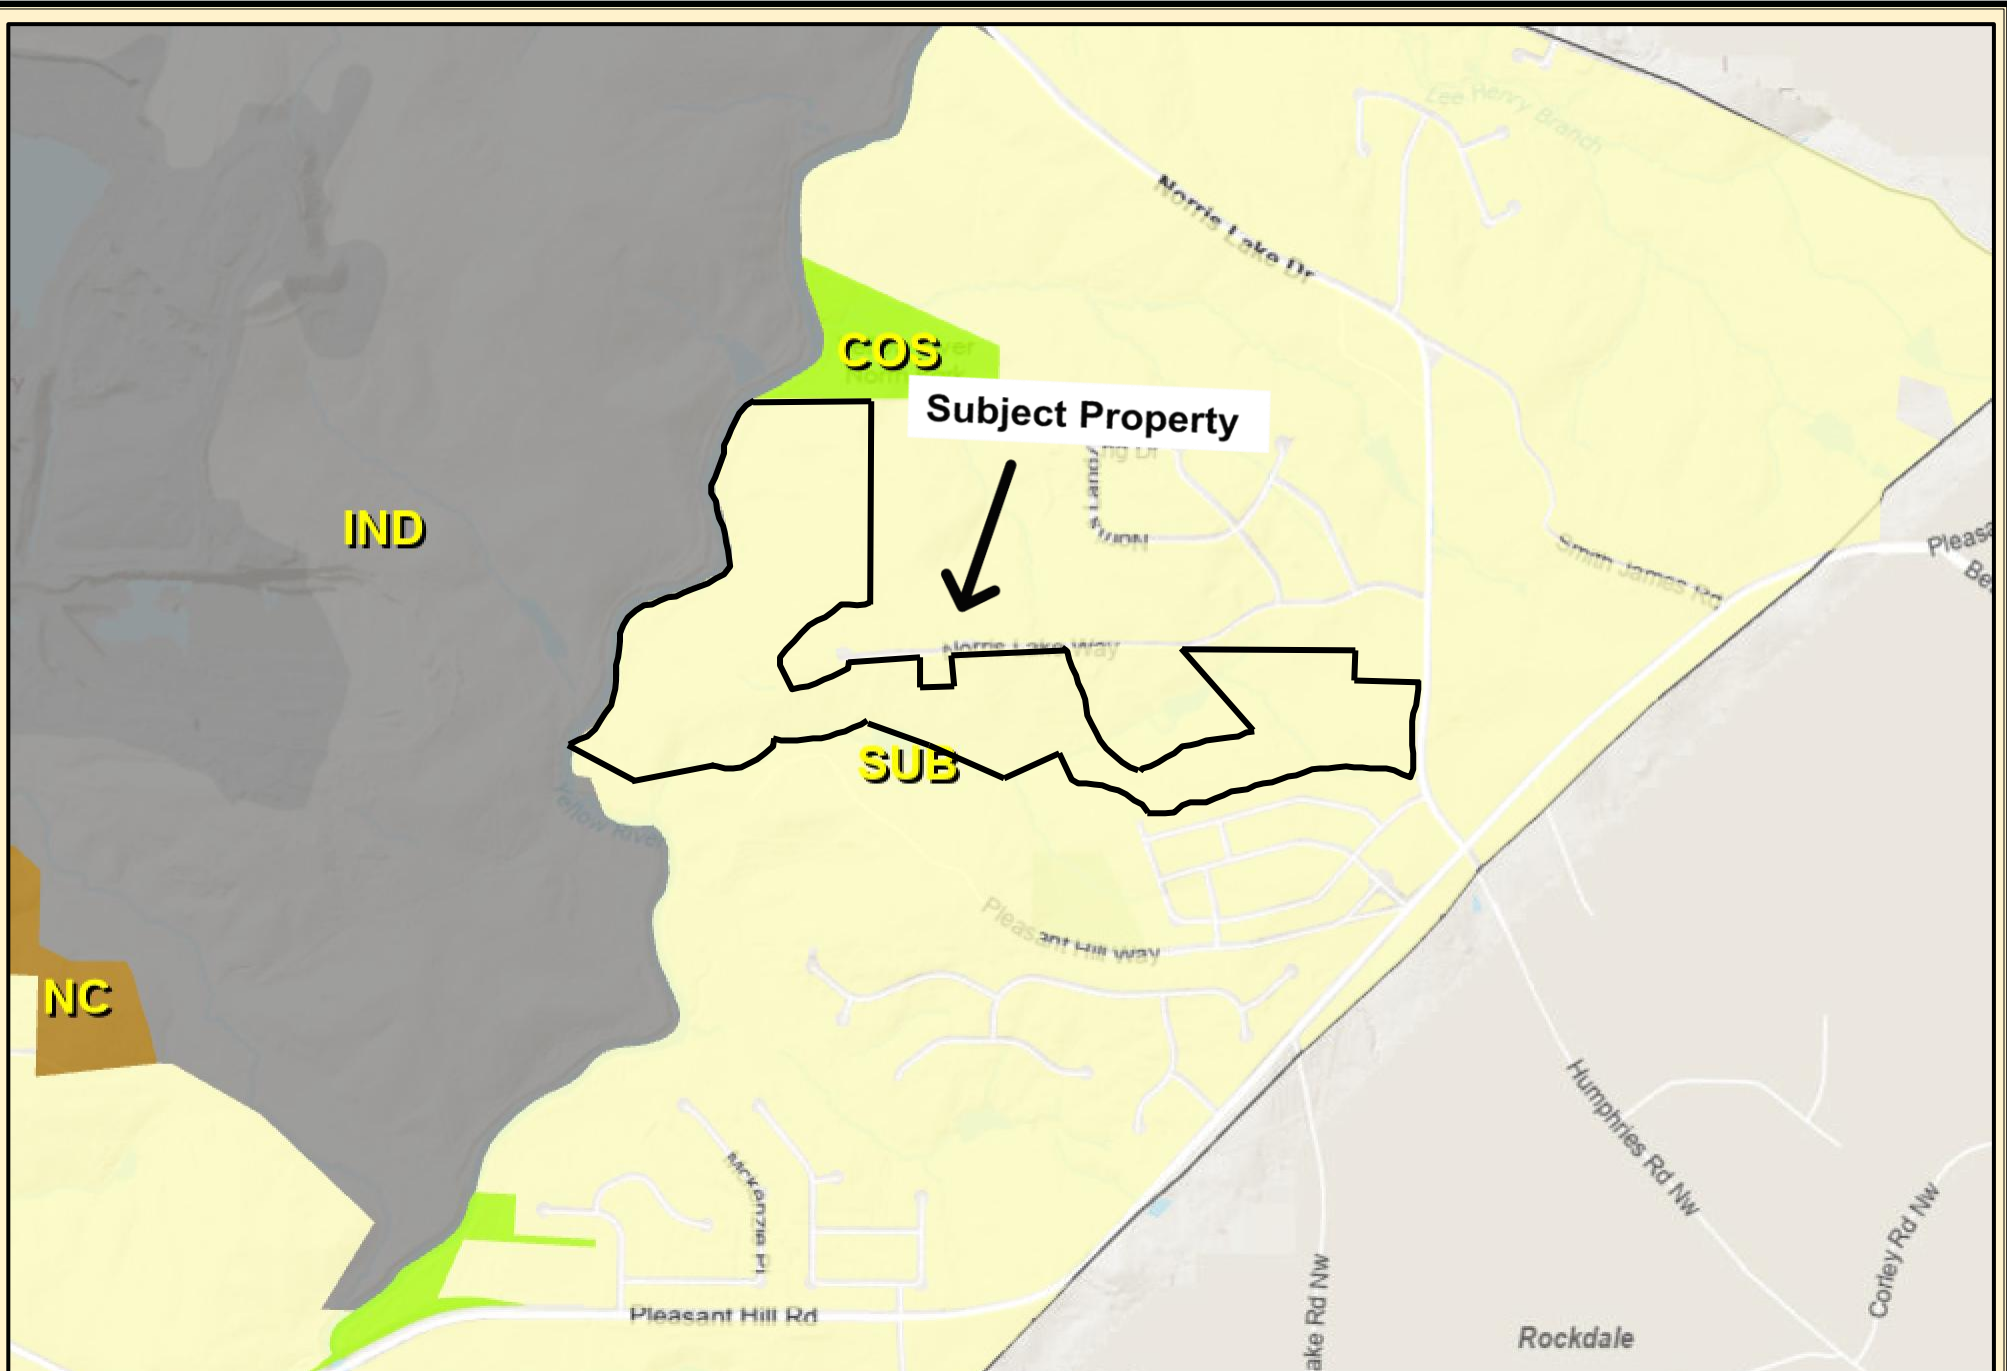 Lee Henry Branch
Norris Lake Dr
COS
Subject Property
IND
Norris Lake Way
Smith James Rd
SUB
Yellow River
Pleasant Hill Way
NC
Humphries Rd Nw
Mckenzie Pl
Corley Rd Nw
Pleasant Hill Rd
Rockdale